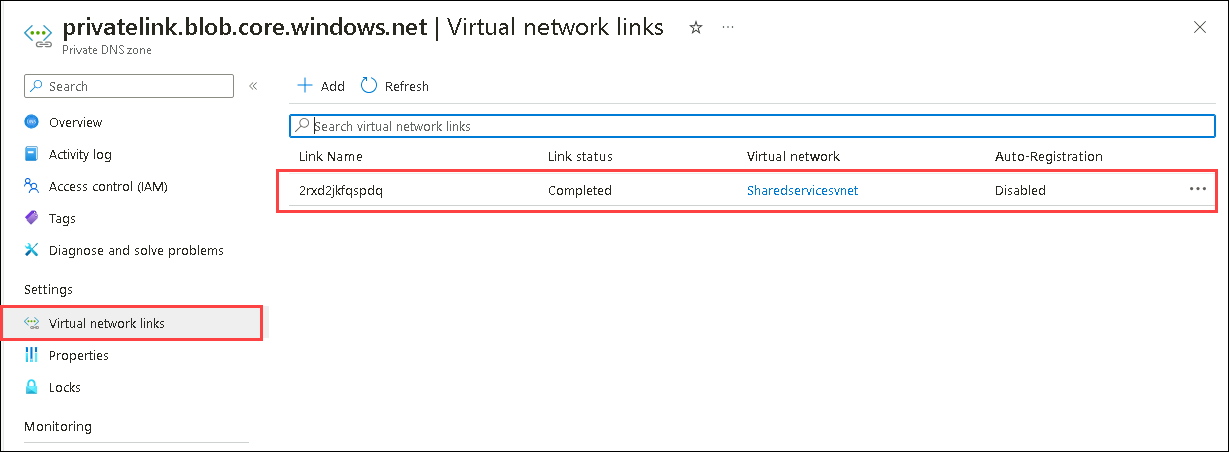 privatelink.blob.core.windows.net | Virtual network links
Private DNS zone
Search
+ Add
Refresh
Search virtual network links
Link Name Link status Virtual network Auto-Registration
2rxd2jkfqspdq Completed Sharedservicesvnet Disabled
Overview
Activity log
Access control (IAM)
Tags
Diagnose and solve problems
Settings
Virtual network links
Properties
Locks
Monitoring